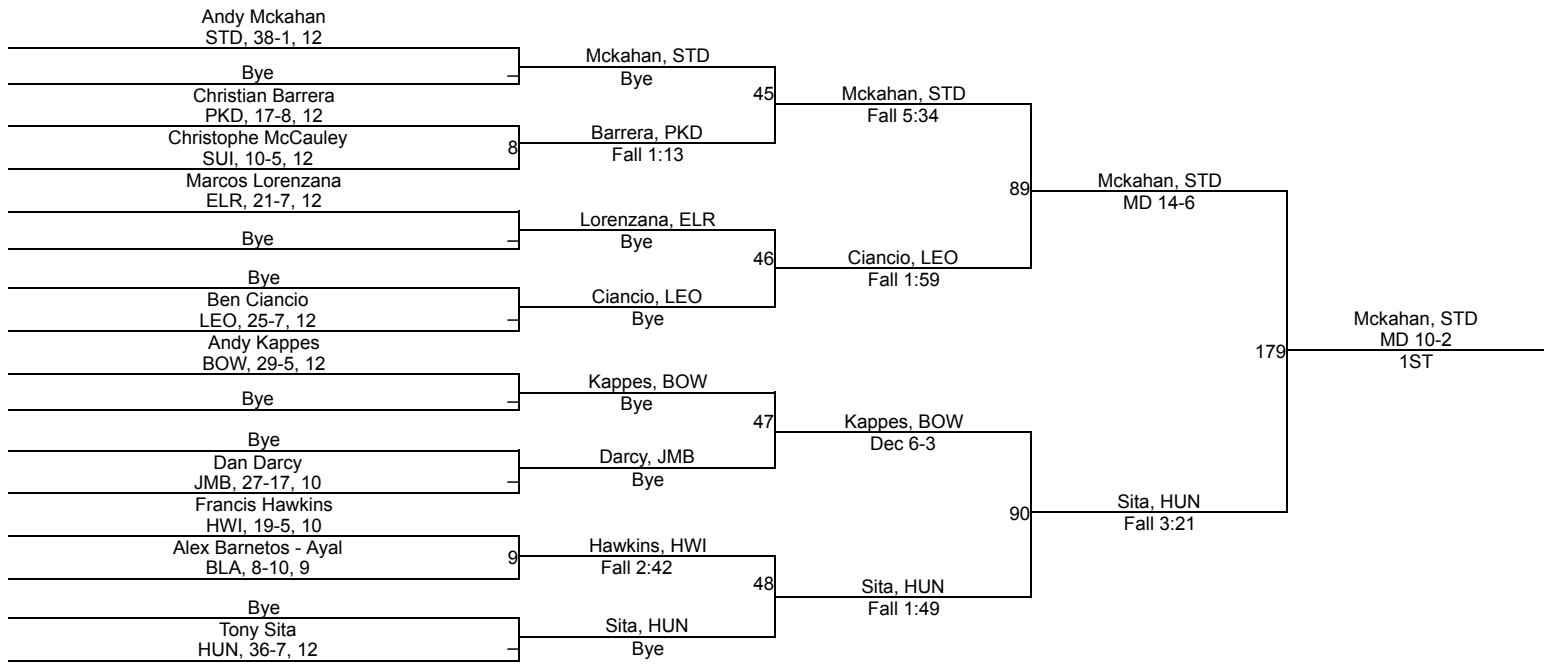 Andy Mckahan
STD, 38-1, 12
Bye
Christian Barrera
PKD, 17-8, 12
Christophe McCauley
SUI, 10-5, 12
Marcos Lorenzana
ELR, 21-7, 12
Bye
Bye
Ben Ciancio
LEO, 25-7, 12
Andy Kappes
BOW, 29-5, 12
Bye
Bye
Dan Darcy
JMB, 27-17, 10
Francis Hawkins
HWI, 19-5, 10
Alex Barnetos - Ayal
BLA, 8-10, 9
Bye
Tony Sita
HUN, 36-7, 12
–
8
–
–
–
–
9
–
Mckahan, STD
Bye
Barrera, PKD
Fall 1:13
Lorenzana, ELR
Bye
Ciancio, LEO
Bye
Kappes, BOW
Bye
Darcy, JMB
Bye
Hawkins, HWI
Fall 2:42
Sita, HUN
Bye
45
46
47
48
Mckahan, STD
Fall 5:34
Ciancio, LEO
Fall 1:59
Kappes, BOW
Dec 6-3
Sita, HUN
Fall 1:49
89
90
Mckahan, STD
MD 14-6
Sita, HUN
Fall 3:21
179
Mckahan, STD
MD 10-2
1ST